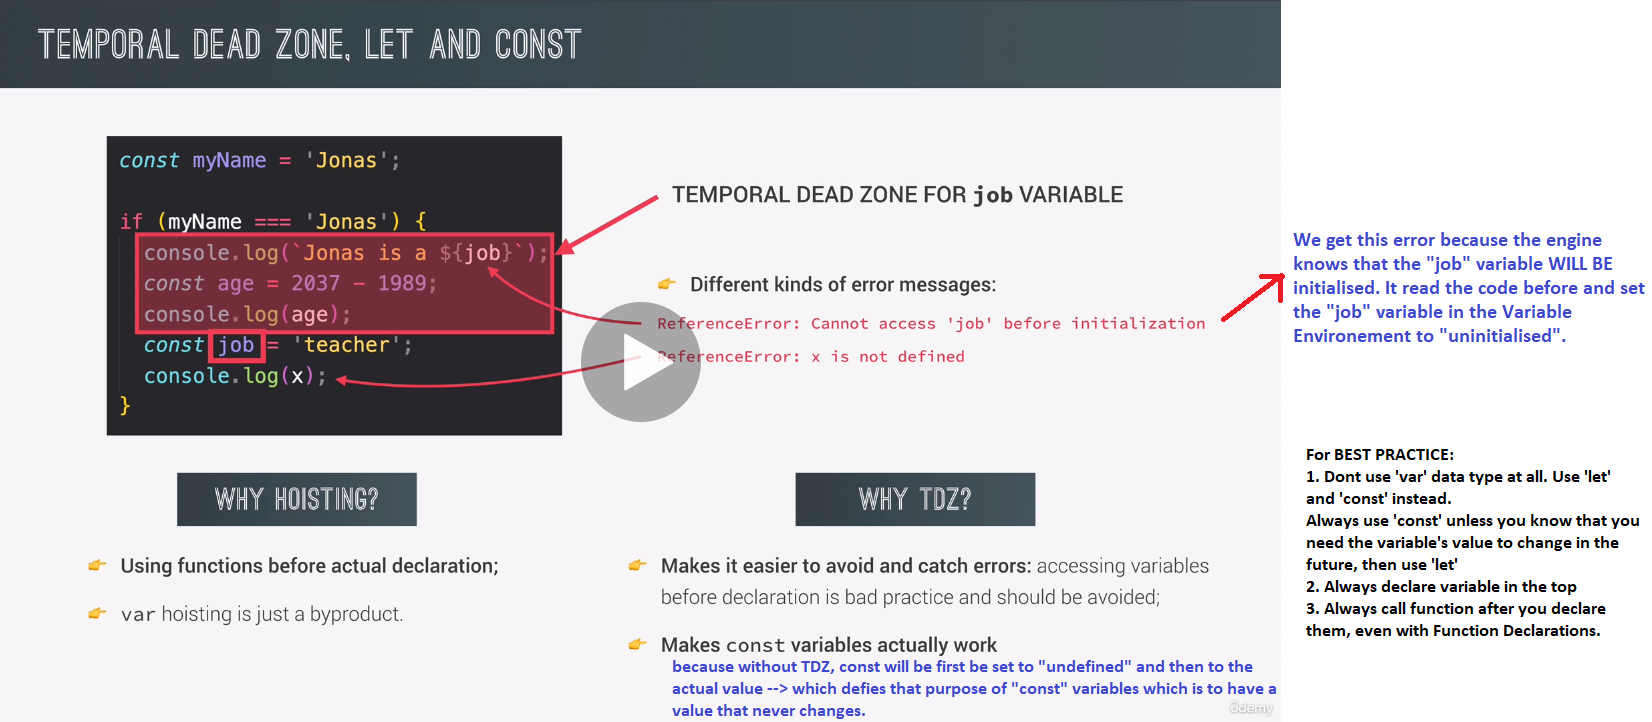 TEMPORAL DEAD ZONE, LET AND CONST
const myName = 'Jonas';
if (myName === 'Jonas') {
console.log(`Jonas is a ${job}`);
const age = 2037 - 1989;
console.log(age);
const job = 'teacher';
console.log(x);
}
TEMPORAL DEAD ZONE FOR job VARIABLE
👉 Different kinds of error messages:
ReferenceError: Cannot access 'job' before initialization
ReferenceError: x is not defined
We get this error because the engine
knows that the "job" variable WILL BE
initialised. It read the code before and set
the "job" variable in the Variable
Environement to "uninitialised".
For BEST PRACTICE:
1. Dont use 'var' data type at all. Use 'let'
and 'const' instead.
Always use 'const' unless you know that you
need the variable's value to change in the
future, then use 'let'
2. Always declare variable in the top
3. Always call function after you declare
them, even with Function Declarations.
WHY HOISTING?
👉 Using functions before actual declaration;
👉 var hoisting is just a byproduct.
WHY TDZ?
👉 Makes it easier to avoid and catch errors: accessing variables
before declaration is bad practice and should be avoided;
👉 Makes const variables actually work
because without TDZ, const will be first be set to "undefined" and then to the
actual value --> which defies that purpose of "const" variables which is to have a
value that never changes.
ûdemy